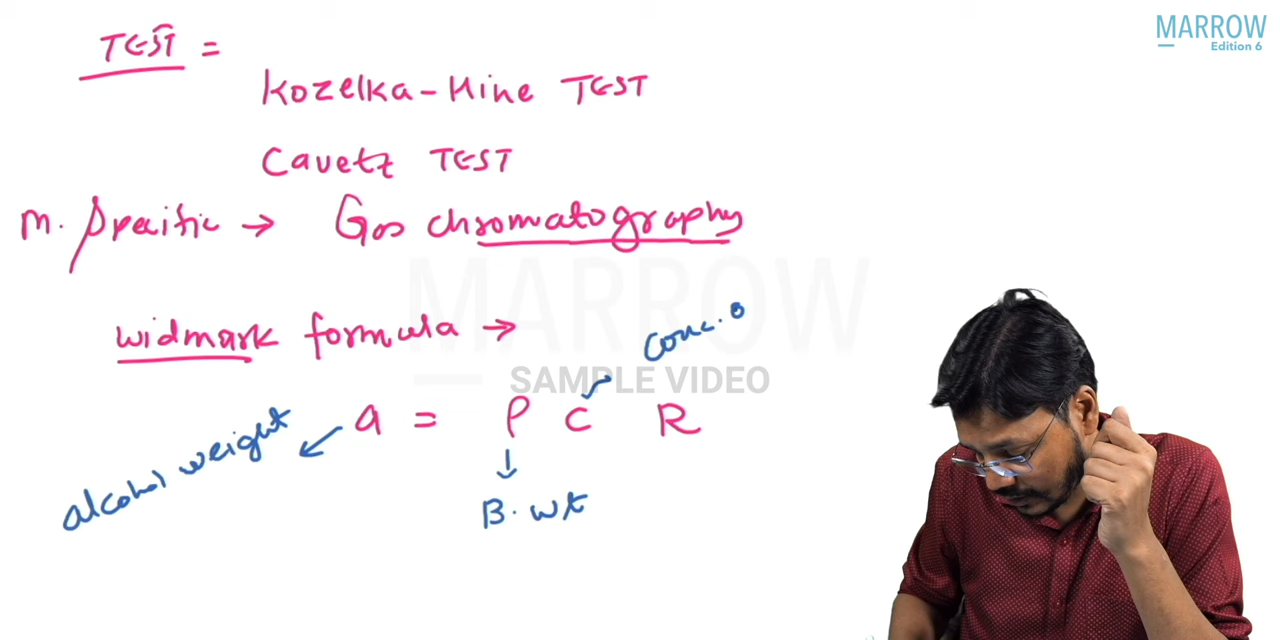 MARROW
Edition 6
TEST =
Kozelka - Hine TEST
Cavetz TEST
m. Specific → Gas chromatography
MARROW
widmark formula →
conc. o
SAMPLE VIDEO
a = P C R
alcohol weight
B. wt